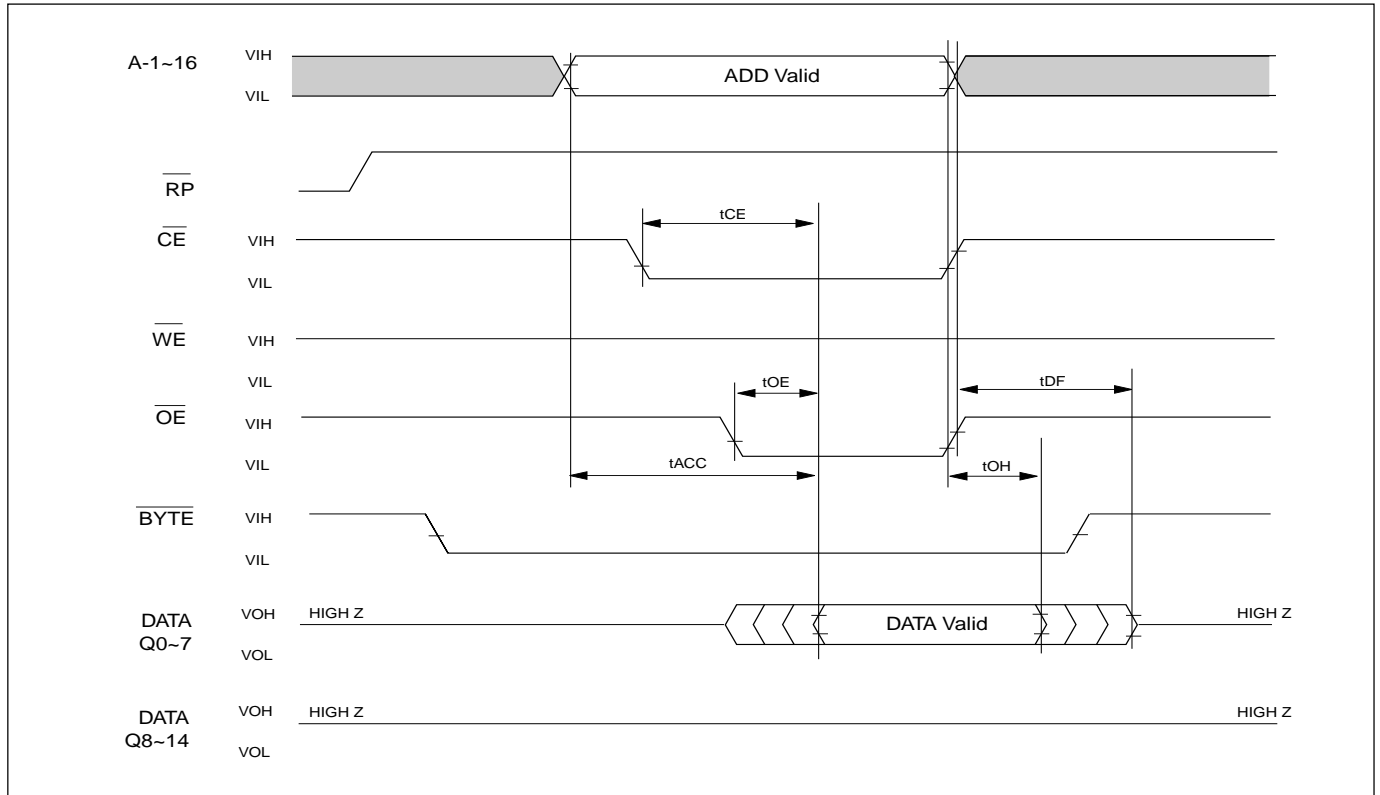 A-1~16 VIH ADD Valid
VIL
RP
tCE
CE VIH
VIL
WE VIH
VIL tOE tDF
OE VIH
VIL tACC tOH
BYTE VIH
VIL
DATA Q0~7 VOH HIGH Z DATA Valid HIGH Z
VOL
DATA Q8~14 VOH HIGH Z HIGH Z
VOL